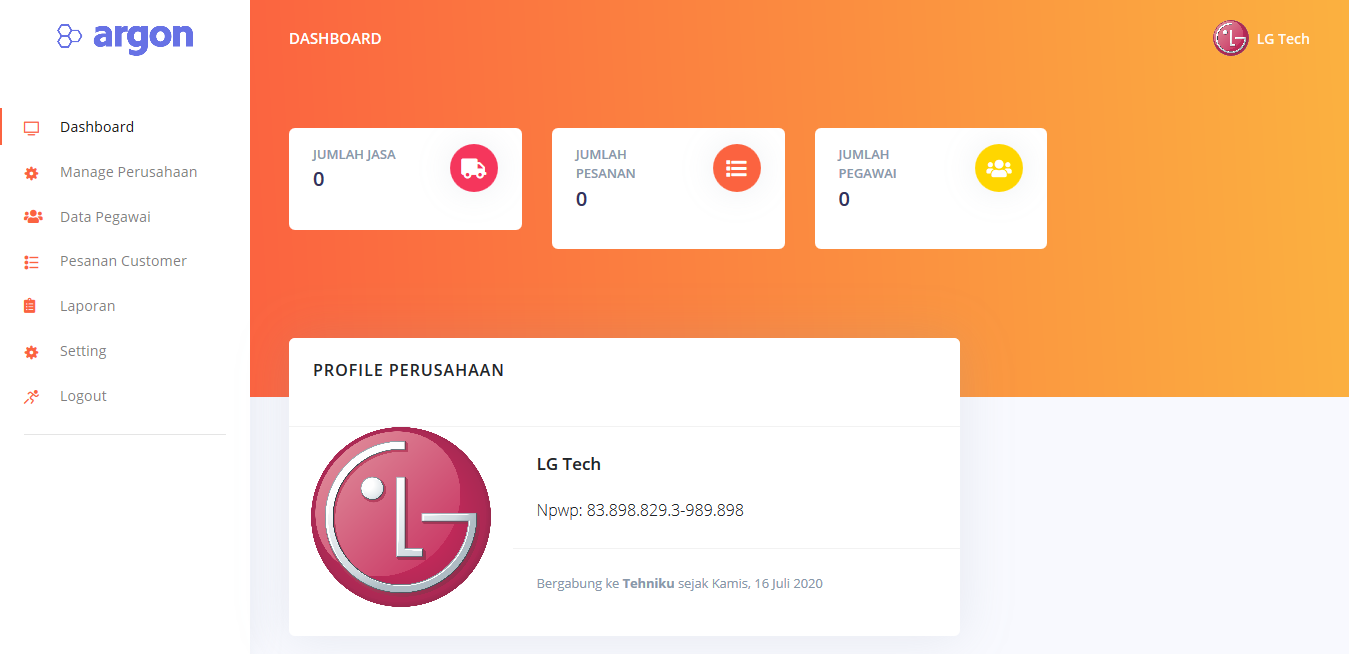 argon
Dashboard
Manage Perusahaan
Data Pegawai
Pesanan Customer
Laporan
Setting
Logout
DASHBOARD
LG Tech
JUMLAH JASA
0
JUMLAH
PESANAN
0
JUMLAH
PEGAWAI
0
PROFILE PERUSAHAAN
LG
LG Tech
Npwp: 83.898.829.3-989.898
Bergabung ke Tehniku sejak Kamis, 16 Juli 2020